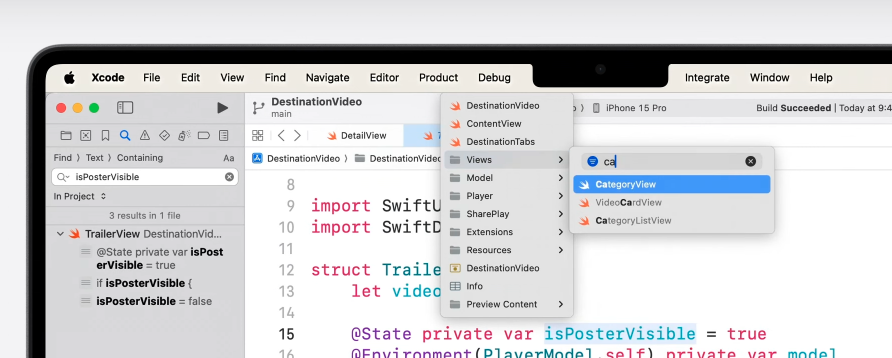 Xcode File Edit View Find Navigate Editor Product Debug Integrate Window Help
DestinationVideo
main
iPhone 15 Pro
Build Succeeded | Today at 9:4
DetailView
Find 〉 Text 〉 Containing Aa
isPosterVisible
In Project
3 results in 1 file
TrailerView DestinationVid...
@State private var isPost
erVisible = true
if isPosterVisible {
isPosterVisible = false
DestinationVideo 〉 DestinationVideo
8
9 import SwiftU
10 import SwiftD
11
12 struct Traile
13 let video
14
15 @State private var isPosterVisible = true
16 @Environment(PlayerModel.self) private var model
DestinationVideo
ContentView
DestinationTabs
Views
Model
Player
SharePlay
Extensions
Resources
DestinationVideo
Info
Preview Content
ca
CategoryView
VideoCardView
CategoryListView